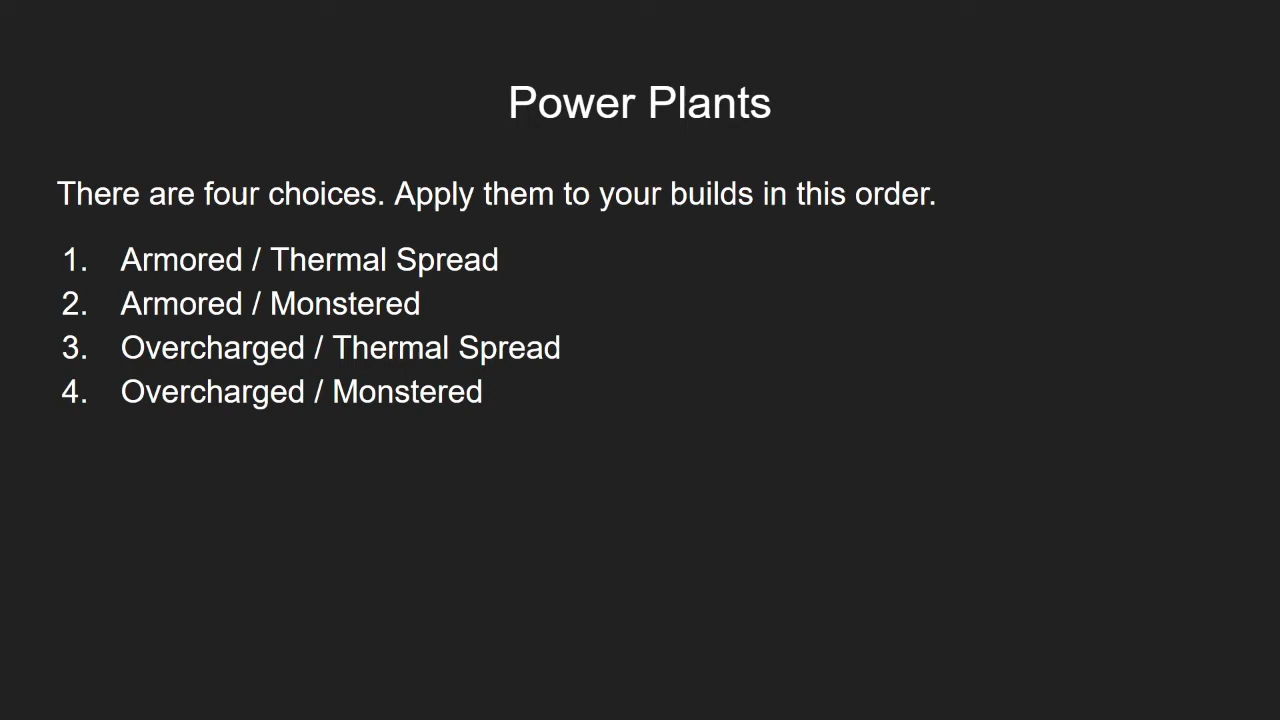 Power Plants
There are four choices. Apply them to your builds in this order.
1. Armored / Thermal Spread
2. Armored / Monstered
3. Overcharged / Thermal Spread
4. Overcharged / Monstered